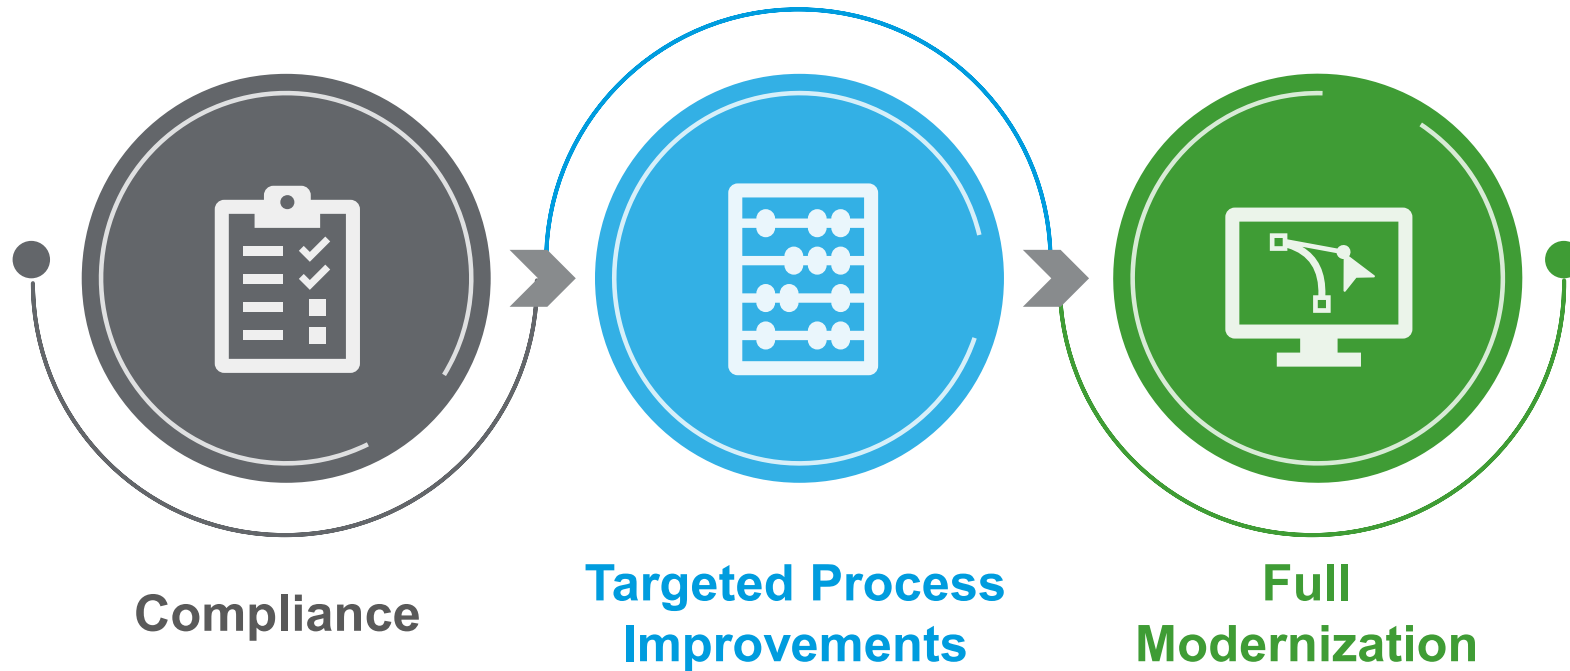 Compliance
Targeted Process
Improvements
Full
Modernization